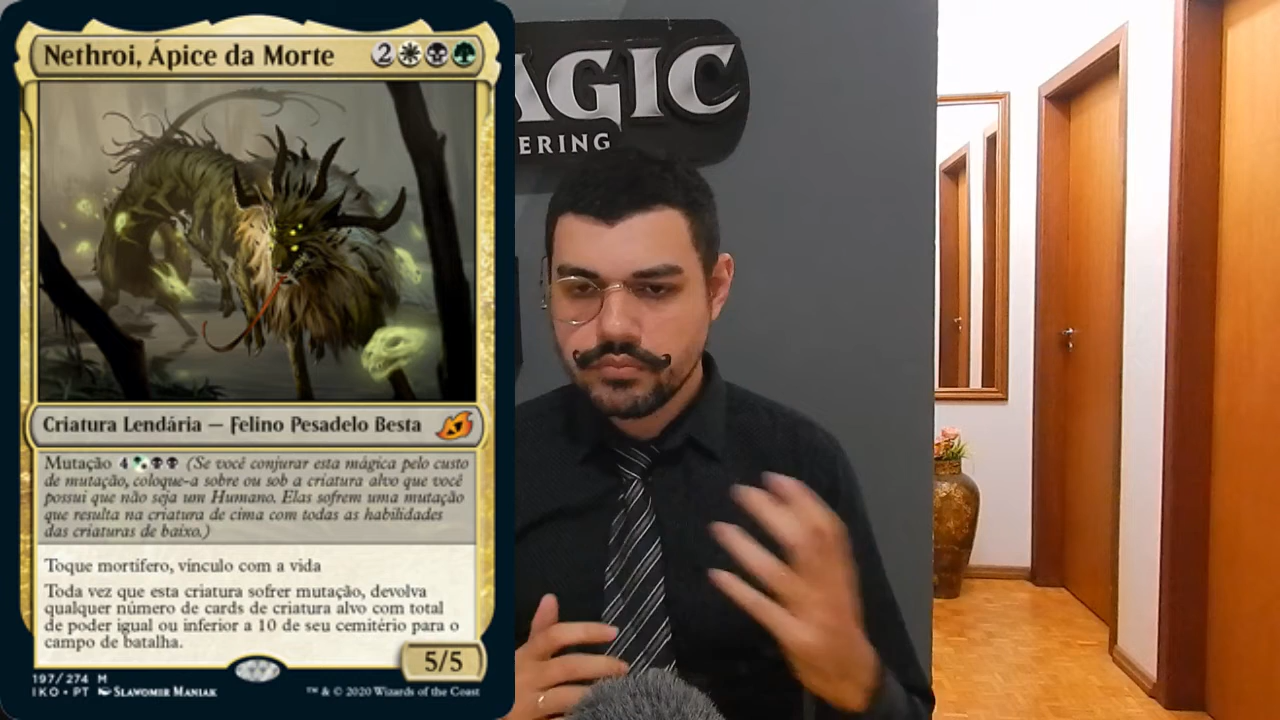 Nethroi, Ápice da Morte 2
AGIC
ERING
Criatura Lendária — Felino Pesadelo Besta
Mutação 4 (Se você conjurar esta mágica pelo custo
de mutação, coloque-a sobre ou sob a criatura alvo que você
possui que não seja um Humano. Elas sofrem uma mutação
que resulta na criatura de cima com todas as habilidades
das criaturas de baixo.)
Toque mortífero, vínculo com a vida
Toda vez que esta criatura sofrer mutação, devolva
qualquer número de cards de criatura alvo com total
de poder igual ou inferior a 10 de seu cemitério para o
campo de batalha.
5/5
197/274 M
IKO • PT SLAWOMIR MANIAK
™ & © 2020 Wizards of the Coast